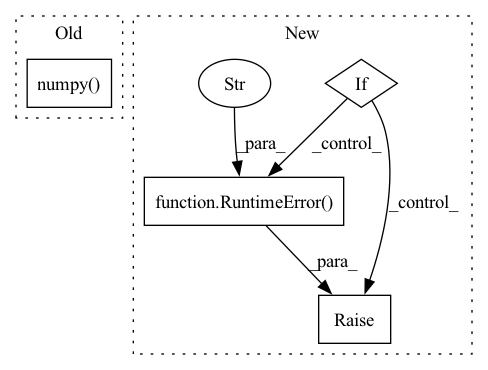 Old
New
numpy()
Str
If
_para_
_control_
function.RuntimeError()
_control_
_para_
Raise